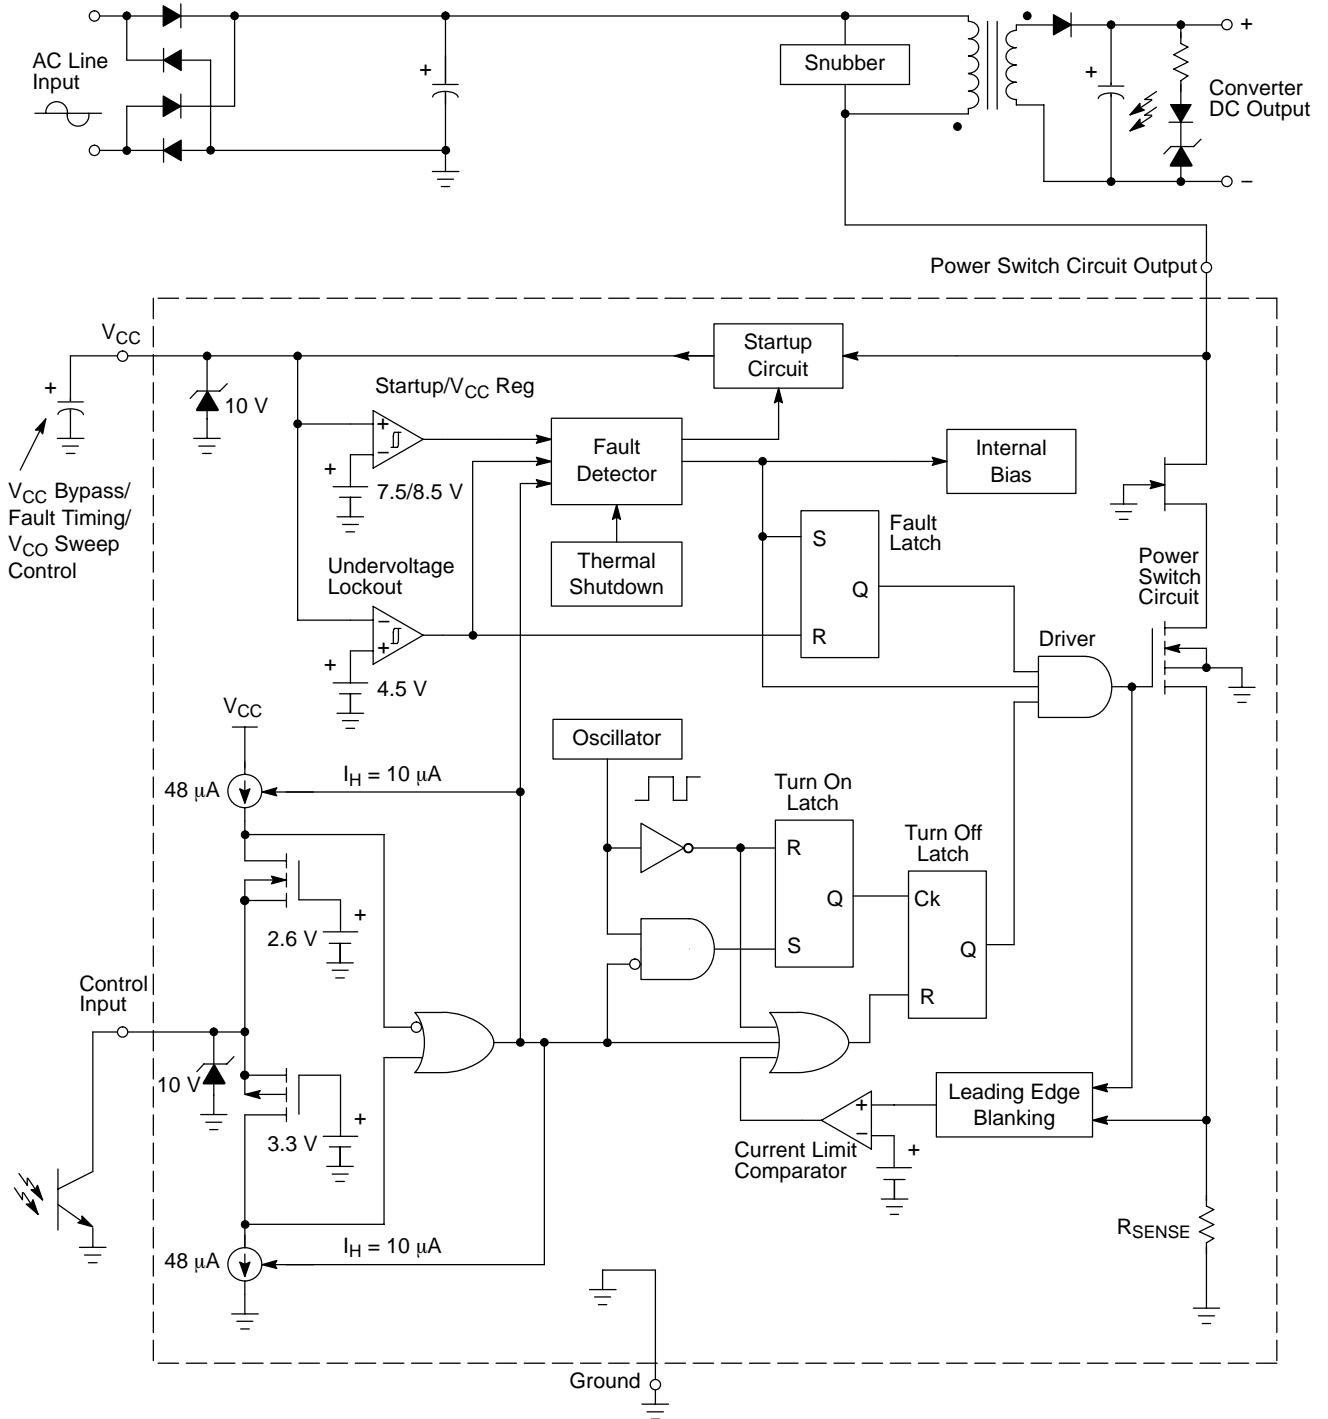 AC Line
Input
+
Snubber
+
+
Converter
DC Output
−
Power Switch Circuit Output
VCC
+
VCC Bypass/
Fault Timing/
VCO Sweep
Control
10 V
Startup/VCC Reg
+
−
+
7.5/8.5 V
Startup
Circuit
Fault
Detector
Internal
Bias
Thermal
Shutdown
Undervoltage
Lockout
−
+
+
4.5 V
S
Q
R
Fault
Latch
Power
Switch
Circuit
Driver
VCC
48 µA
IH = 10 µA
Oscillator
Turn On
Latch
R
Q
S
Turn Off
Latch
Ck
Q
R
+
2.6 V
Control
Input
10 V
+
3.3 V
Leading Edge
Blanking
+
−
+
Current Limit
Comparator
RSENSE
48 µA
IH = 10 µA
Ground